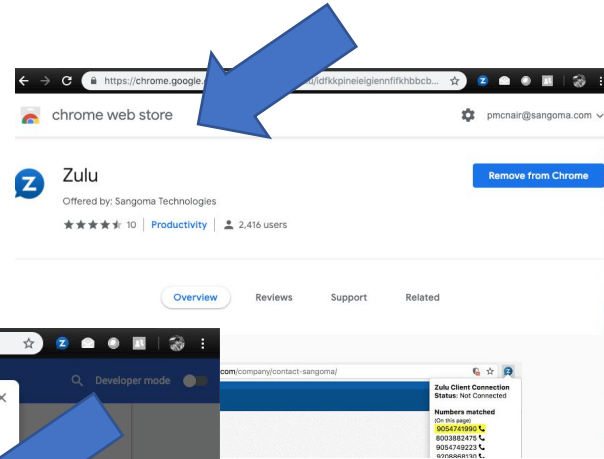 https://chrome.google.
u/idfkkpineieigiennfifkhbbcb...
chrome web store
pmcnair@sangoma.com
Z
Zulu
Remove from Chrome
Offered by: Sangoma Technologies
10 | Productivity | 2,416 users
Overview Reviews Support Related
Developer mode
com/company/contact-sangoma/
Zulu Client Connection
Status: Not Connected
Numbers matched
(On this page)
9054741990
8003882475
9054749223
9208868130